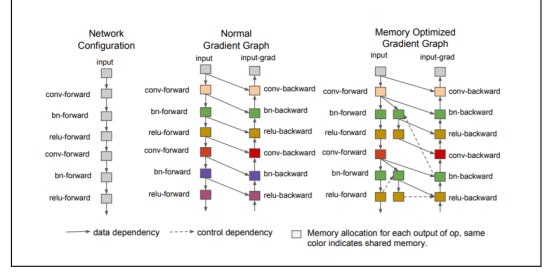 Network
Configuration
Normal
Gradient Graph
Memory Optimized
Gradient Graph
input
input
input-grad
input
input-grad
conv-forward
conv-forward
conv-backward
conv-forward
conv-backward
bn-forward
bn-forward
bn-backward
bn-forward
bn-backward
relu-forward
relu-forward
relu-backward
relu-forward
relu-backward
conv-forward
conv-forward
conv-backward
conv-forward
conv-backward
bn-forward
bn-forward
bn-backward
bn-forward
bn-backward
relu-forward
relu-forward
relu-backward
relu-forward
relu-backward
data dependency
control dependency
Memory allocation for each output of op, same
color indicates shared memory.